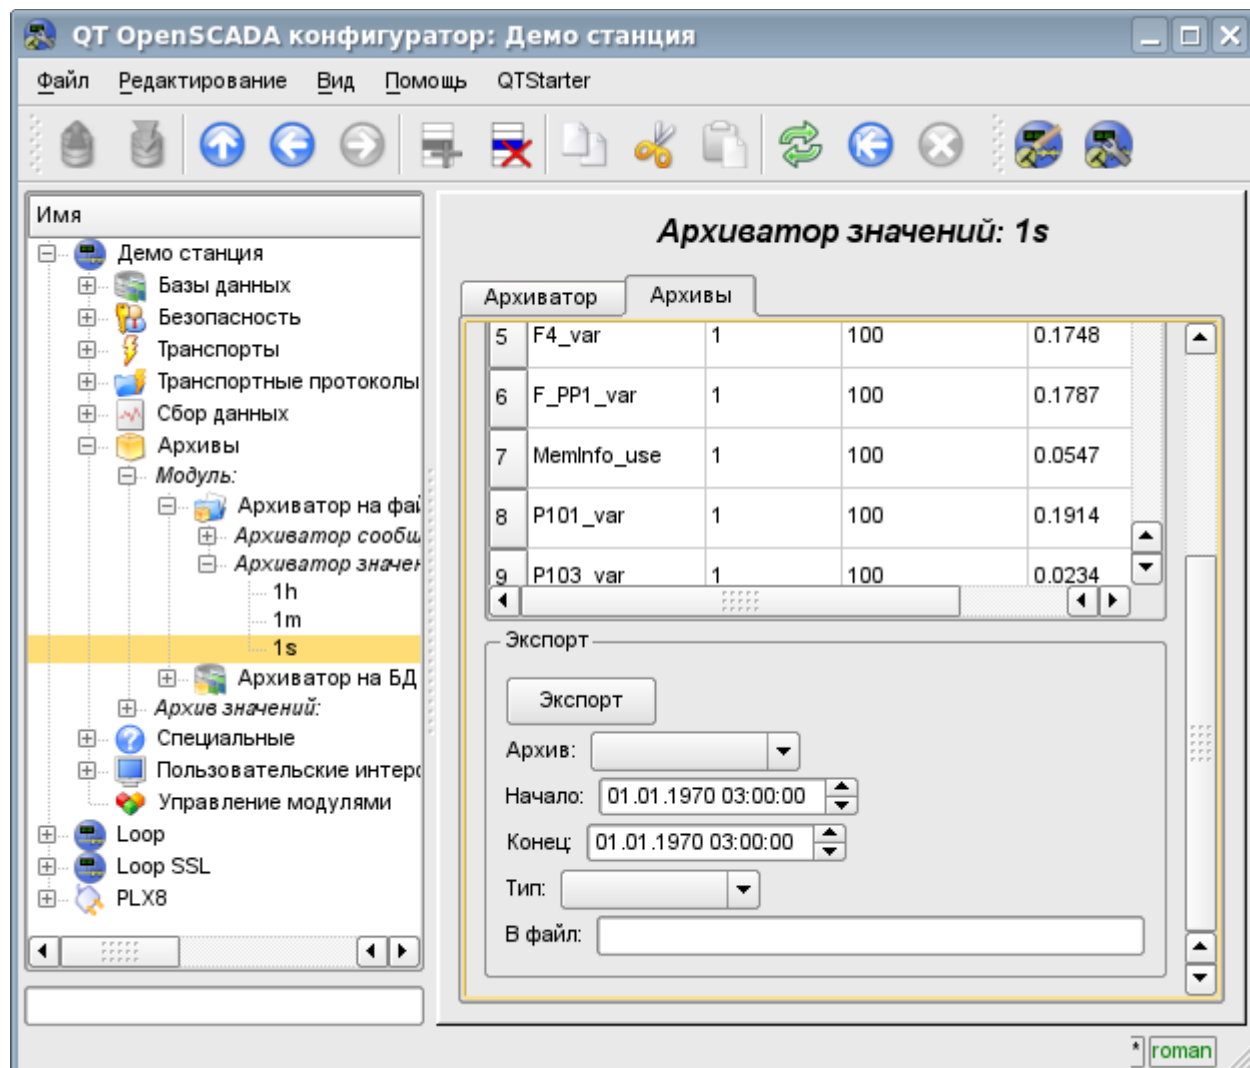 QT OpenSCADA конфигуратор: Демо станция
Файл Редактирование Вид Помощь QTStarter
Имя
Демо станция
Базы данных
Безопасность
Транспорты
Транспортные протоколы
Сбор данных
Архивы
Модуль:
Архиватор на фай
Архиватор сообщ
Архиватор значен
1h
1m
1s
Архиватор на БД
Архив значений:
Специальные
Пользовательские интерф
Управление модулями
Loop
Loop SSL
PLX8
Архиватор значений: 1s
Архиватор Архивы
5 F4_var 1 100 0.1748
6 F_PP1_var 1 100 0.1787
7 MemInfo_use 1 100 0.0547
8 P101_var 1 100 0.1914
9 P103_var 1 100 0.0234
Экспорт
Экспорт
Архив:
Начало: 01.01.1970 03:00:00
Конец: 01.01.1970 03:00:00
Тип:
В файл:
* roman